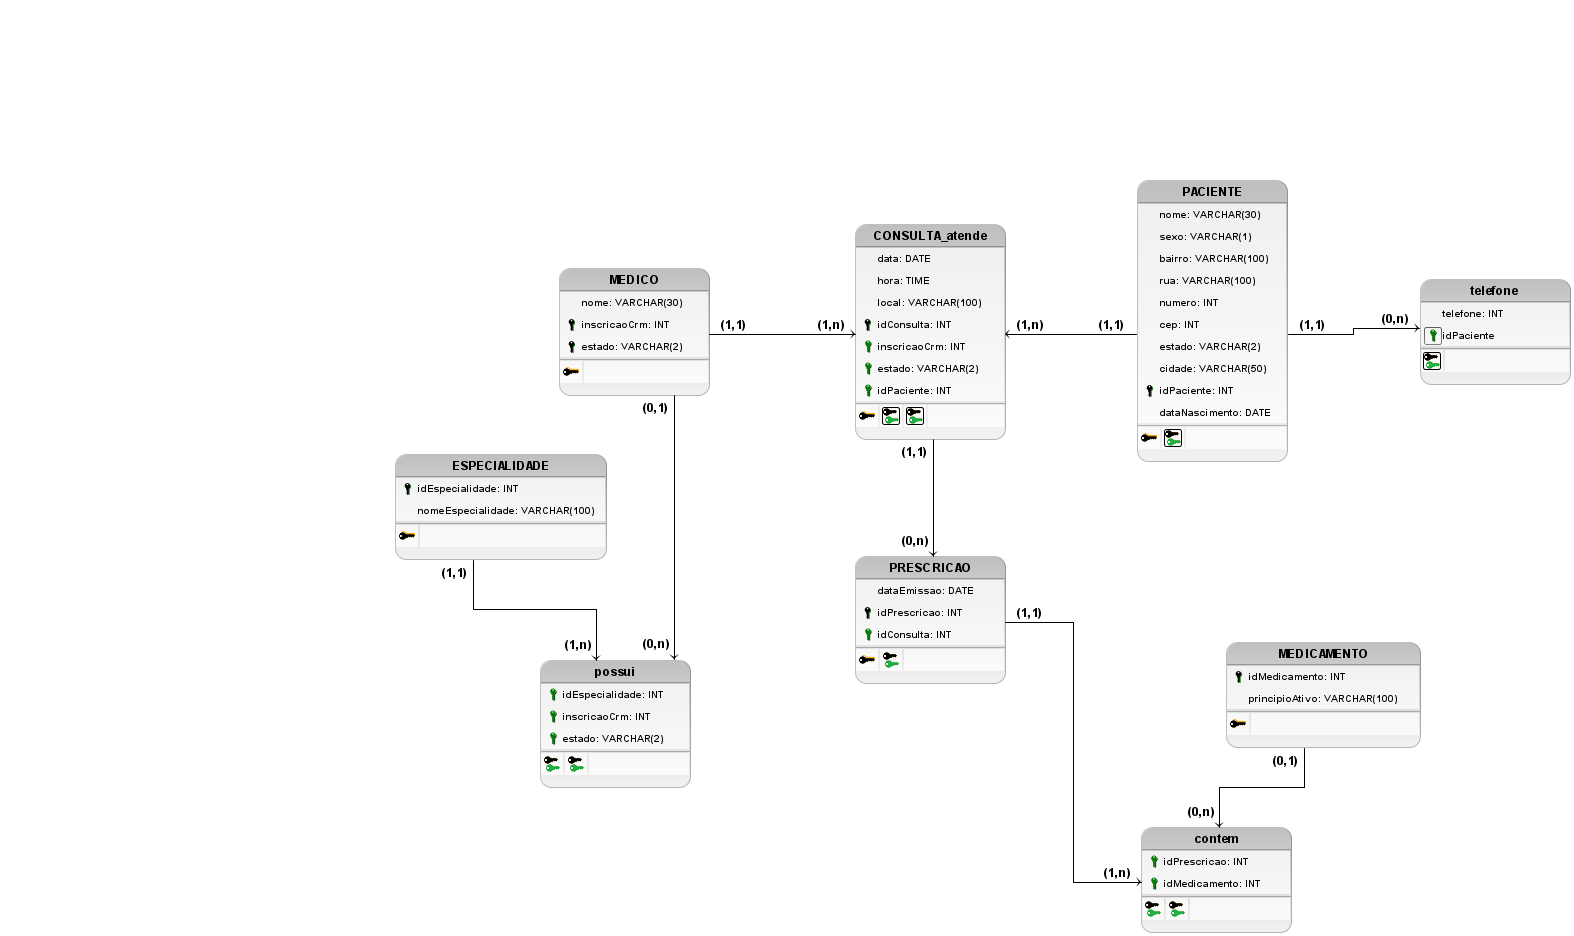 PACIENTE
nome: VARCHAR(30)
sexo: VARCHAR(1)
bairro: VARCHAR(100)
rua: VARCHAR(100)
numero: INT
cep: INT
estado: VARCHAR(2)
cidade: VARCHAR(50)
idPaciente: INT
dataNascimento: DATE
CONSULTA_atende
data: DATE
hora: TIME
local: VARCHAR(100)
idConsulta: INT
inscricaoCrm: INT
estado: VARCHAR(2)
idPaciente: INT
MEDICO
nome: VARCHAR(30)
inscricaoCrm: INT
estado: VARCHAR(2)
telefone
telefone: INT
idPaciente
(1,1)
(1,n)
(1,n)
(1,1)
(1,1)
(0,n)
(0,1)
(1,1)
ESPECIALIDADE
idEspecialidade: INT
nomeEspecialidade: VARCHAR(100)
(1,1)
(1,n)
(0,n)
(0,n)
PRESCRICAO
dataEmissao: DATE
idPrescricao: INT
idConsulta: INT
(1,1)
possui
idEspecialidade: INT
inscricaoCrm: INT
estado: VARCHAR(2)
MEDICAMENTO
idMedicamento: INT
principioAtivo: VARCHAR(100)
(0,1)
(0,n)
(1,n)
contem
idPrescricao: INT
idMedicamento: INT